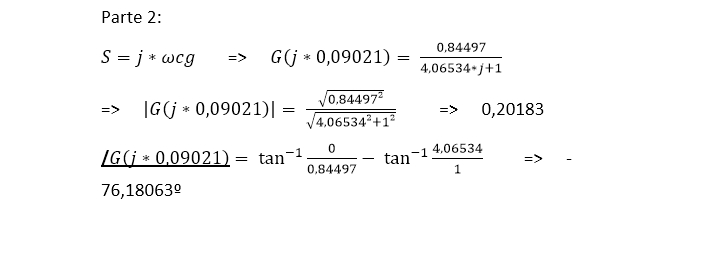 Parte 2:
S = j ∗ ωcg => G(j ∗ 0,09021) = 0,84497 / 4,06534∗j+1
=> |G(j ∗ 0,09021)| = √0,84497² / √4,06534²+1² => 0,20183
/G(j ∗ 0,09021) = tan⁻¹ 0/0,84497 − tan⁻¹ 4,06534/1 => -
76,18063º